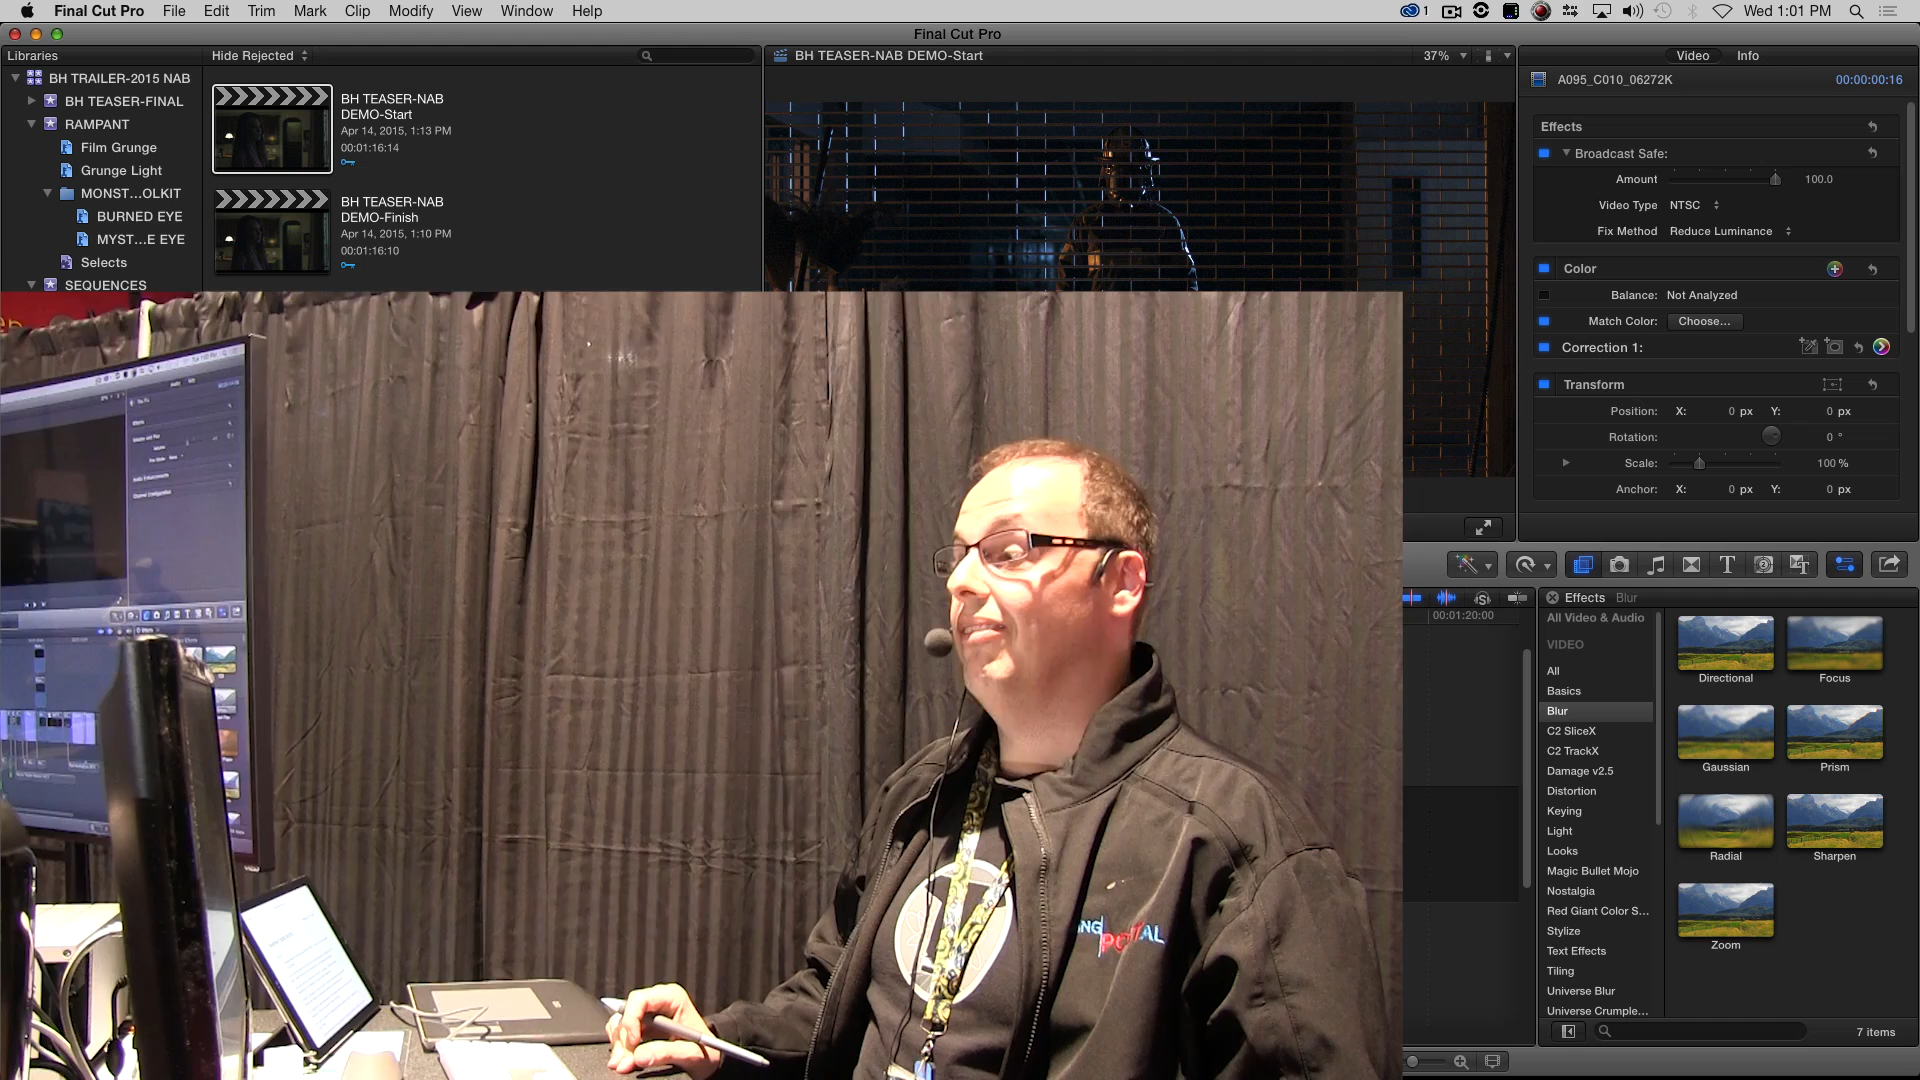 Final Cut Pro File Edit Trim Mark Clip Modify View Window Help
1 Wed 1:01 PM
Final Cut Pro
Libraries
Hide Rejected
BH TEASER-NAB DEMO-Start
37%
Video Info
BH TRAILER-2015 NAB
BH TEASER-FINAL
RAMPANT
Film Grunge
Grunge Light
MONST...OLKIT
BURNED EYE
MYST...E EYE
Selects
SEQUENCES
BH TEASER-NAB
DEMO-Start
Apr 14, 2015, 1:13 PM
00:01:16:14
BH TEASER-NAB
DEMO-Finish
Apr 14, 2015, 1:10 PM
00:01:16:10
A095_C010_06272K 00:00:00:16
Effects
Broadcast Safe:
Amount 100.0
Video Type NTSC
Fix Method Reduce Luminance
Color
Balance: Not Analyzed
Match Color: Choose...
Correction 1:
Transform
Position: X: 0 px Y: 0 px
Rotation: 0 °
Scale: 100 %
Anchor: X: 0 px Y: 0 px
00:01:20:00
Effects Blur
All Video & Audio
VIDEO
All
Basics
Blur
C2 SliceX
C2 TrackX
Damage v2.5
Distortion
Keying
Light
Looks
Magic Bullet Mojo
Nostalgia
Red Giant Color S...
Stylize
Text Effects
Tiling
Universe Blur
Universe Crumple...
Directional Focus
Gaussian Prism
Radial Sharpen
Zoom
7 items